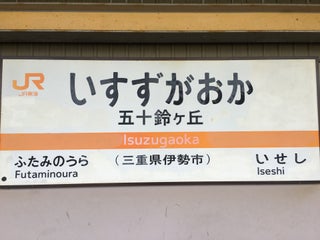 JR
JR東海
いすずがおか
五十鈴ヶ丘
Isuzugaoka
ふたみのうら (三重県伊勢市) いせし
Futaminoura Iseshi